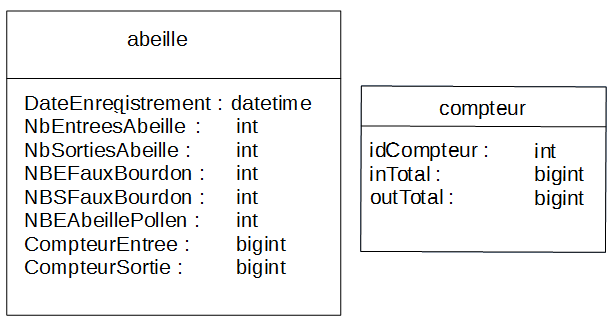 abeille
DateEnregistrement : datetime
NbEntreesAbeille : int
NbSortiesAbeille : int
NBEFauxBourdon : int
NBSFauxBourdon : int
NBEAbeillePollen : int
CompteurEntree : bigint
CompteurSortie : bigint
compteur
idCompteur : int
inTotal : bigint
outTotal : bigint